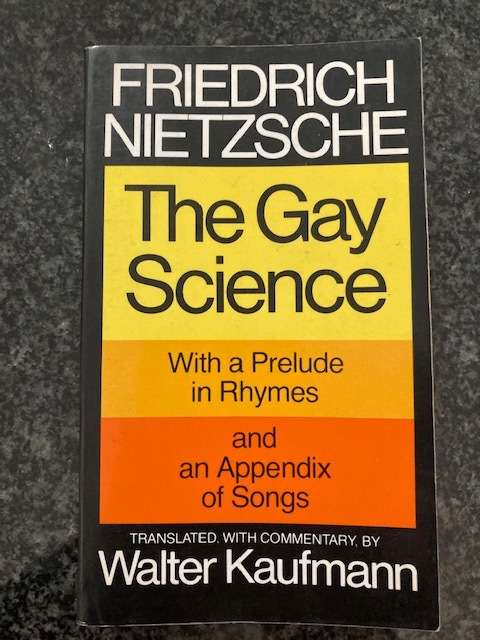 FRIEDRICH
NIETZSCHE
The Gay
Science
With a Prelude
in Rhymes
and
an Appendix
of Songs
TRANSLATED, WITH COMMENTARY, BY
Walter Kaufmann